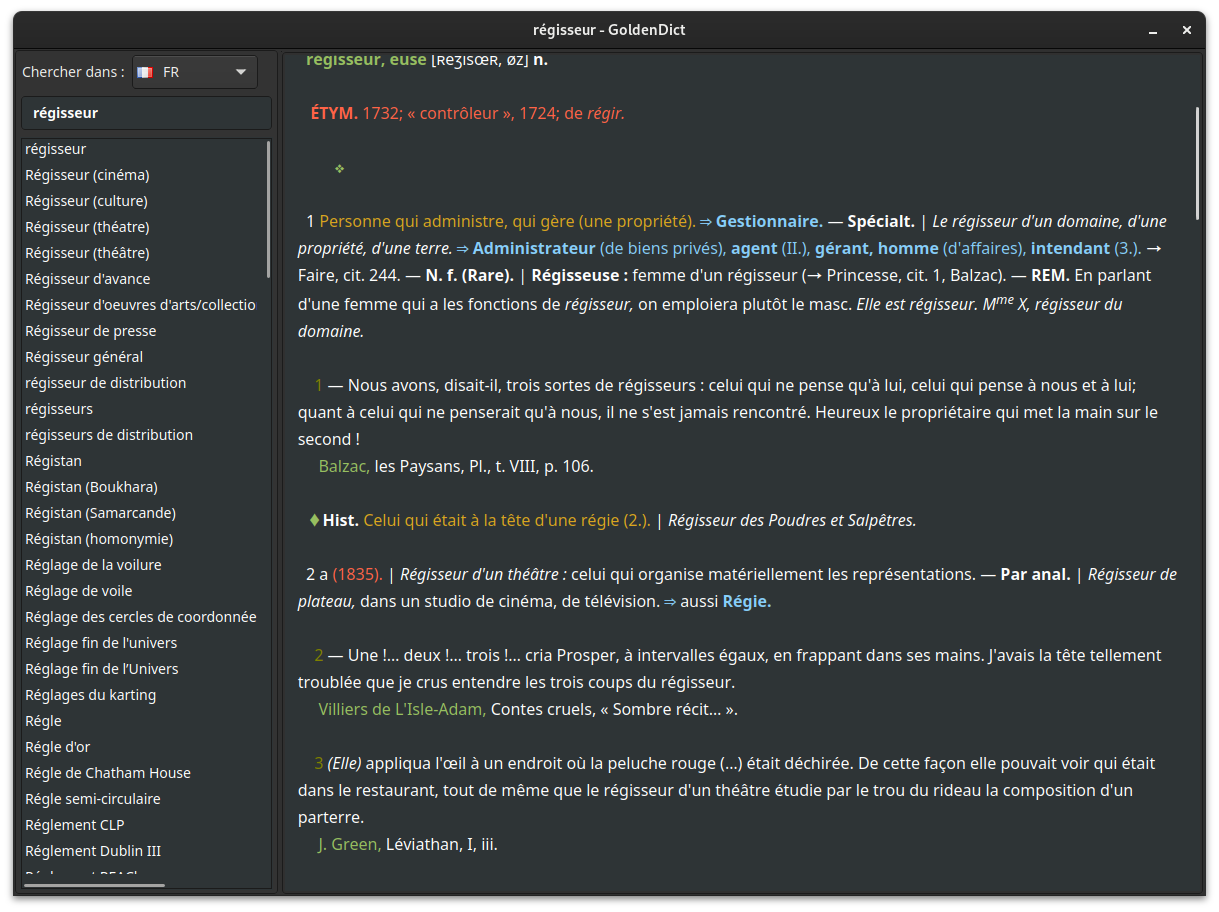 régisseur - GoldenDict
Chercher dans :
FR
régisseur
régisseur
Régisseur (cinéma)
Régisseur (culture)
Régisseur (théatre)
Régisseur (théâtre)
Régisseur d'avance
Régisseur d'oeuvres d'arts/collectio
Régisseur de presse
Régisseur général
régisseur de distribution
régisseurs
régisseurs de distribution
Régistan
Régistan (Boukhara)
Régistan (Samarcande)
Régistan (homonymie)
Réglage de la voilure
Réglage de voile
Réglage des cercles de coordonnée
Réglage fin de l'univers
Réglage fin de l’Univers
Réglages du karting
Régle
Régle d'or
Régle de Chatham House
Régle semi-circulaire
Réglement CLP
Réglement Dublin III
régisseur, euse [ʀeʒisœʀ, øz] n.
ÉTYM. 1732; « contrôleur », 1724; de régir.
❖
1 Personne qui administre, qui gère (une propriété). ⇒ Gestionnaire. — Spécialt. | Le régisseur d'un domaine, d'une
propriété, d'une terre. ⇒ Administrateur (de biens privés), agent (II.), gérant, homme (d'affaires), intendant (3.). →
Faire, cit. 244. — N. f. (Rare). | Régisseuse : femme d'un régisseur (→ Princesse, cit. 1, Balzac). — REM. En parlant
d'une femme qui a les fonctions de régisseur, on emploiera plutôt le masc. Elle est régisseur. Mme X, régisseur du
domaine.
1 — Nous avons, disait-il, trois sortes de régisseurs : celui qui ne pense qu'à lui, celui qui pense à nous et à lui;
quant à celui qui ne penserait qu'à nous, il ne s'est jamais rencontré. Heureux le propriétaire qui met la main sur le
second !
Balzac, les Paysans, Pl., t. VIII, p. 106.
♦ Hist. Celui qui était à la tête d'une régie (2.). | Régisseur des Poudres et Salpêtres.
2 a (1835). | Régisseur d'un théâtre : celui qui organise matériellement les représentations. — Par anal. | Régisseur de
plateau, dans un studio de cinéma, de télévision. ⇒ aussi Régie.
2 — Une !... deux !... trois !... cria Prosper, à intervalles égaux, en frappant dans ses mains. J'avais la tête tellement
troublée que je crus entendre les trois coups du régisseur.
Villiers de L'Isle-Adam, Contes cruels, « Sombre récit… ».
3 (Elle) appliqua l'œil à un endroit où la peluche rouge (…) était déchirée. De cette façon elle pouvait voir qui était
dans le restaurant, tout de même que le régisseur d'un théâtre étudie par le trou du rideau la composition d'un
parterre.
J. Green, Léviathan, I, iii.